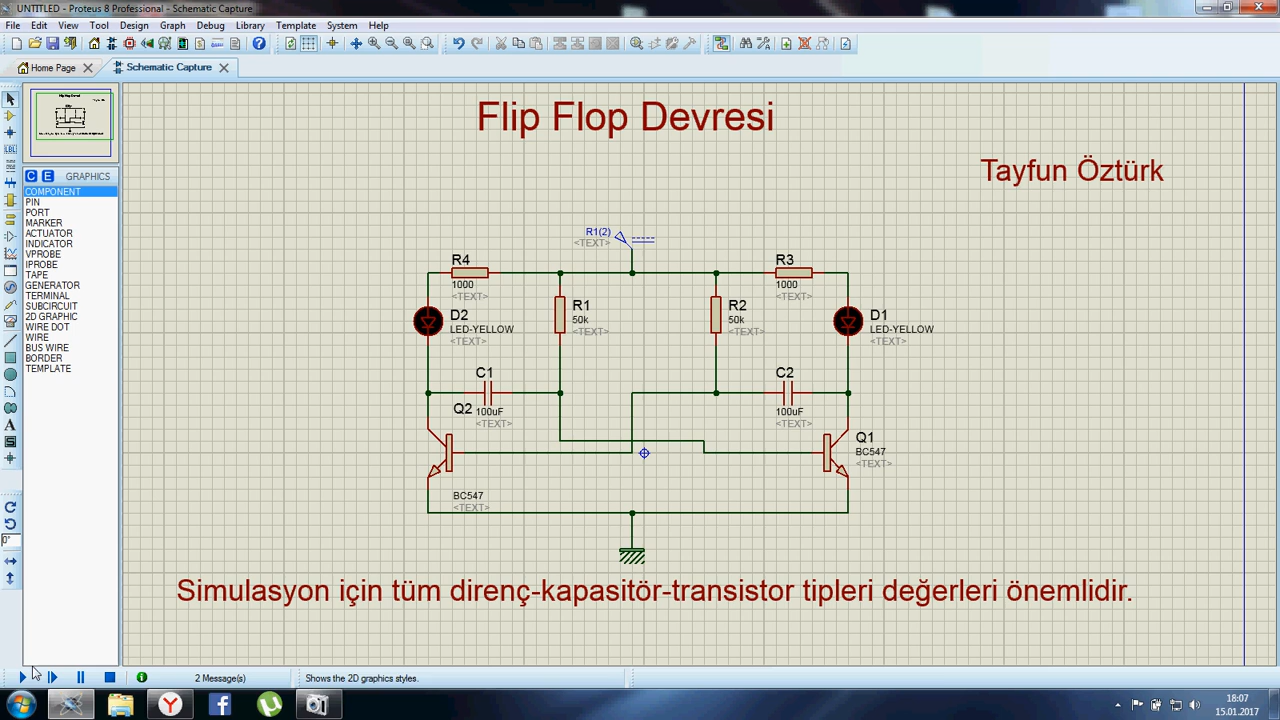 UNTITLED - Proteus 8 Professional - Schematic Capture
File Edit View Tool Design Graph Debug Library Template System Help
Home Page Schematic Capture
Flip Flop Devresi
Tayfun Öztürk
C E GRAPHICS
COMPONENT
PIN
PORT
MARKER
ACTUATOR
INDICATOR
VPROBE
IPROBE
TAPE
GENERATOR
TERMINAL
SUBCIRCUIT
2D GRAPHIC
WIRE DOT
WIRE
BUS WIRE
BORDER
TEMPLATE
LBL
A
0°
R1(2)
<TEXT>
R4
1000
<TEXT>
R3
1000
<TEXT>
D2
LED-YELLOW
<TEXT>
R1
50k
<TEXT>
R2
50k
<TEXT>
D1
LED-YELLOW
<TEXT>
C1
100uF
<TEXT>
C2
100uF
<TEXT>
Q2
BC547
<TEXT>
Q1
BC547
<TEXT>
Simulasyon için tüm direnç-kapasitör-transistor tipleri değerleri önemlidir.
2 Message(s) Shows the 2D graphics styles.
18:07
15.01.2017